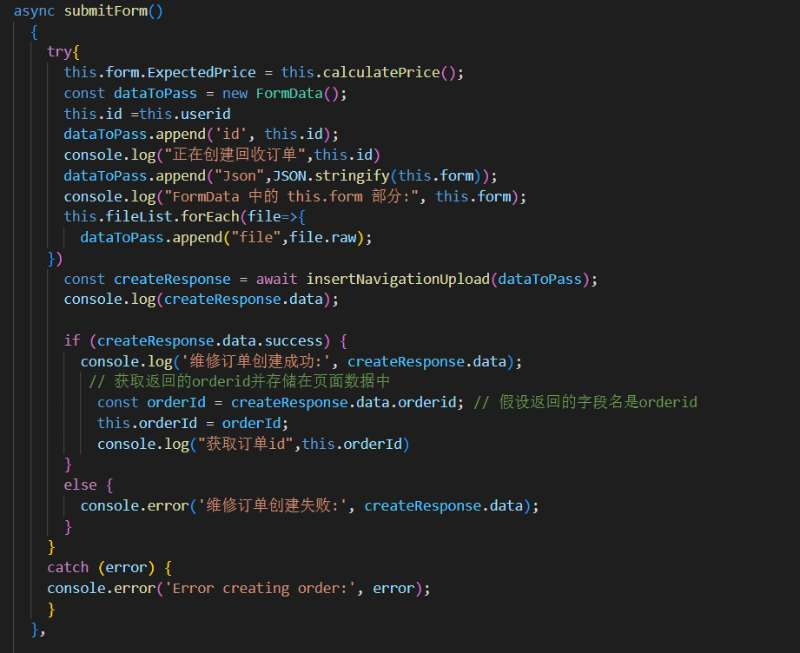 async submitForm()
{
try{
this.form.ExpectedPrice = this.calculatePrice();
const dataToPass = new FormData();
this.id =this.userid
dataToPass.append('id', this.id);
console.log("正在创建回收订单",this.id)
dataToPass.append("Json",JSON.stringify(this.form));
console.log("FormData 中的 this.form 部分:", this.form);
this.fileList.forEach(file=>{
dataToPass.append("file",file.raw);
})
const createResponse = await insertNavigationUpload(dataToPass);
console.log(createResponse.data);
if (createResponse.data.success) {
console.log('维修订单创建成功:', createResponse.data);
// 获取返回的orderid并存储在页面数据中
const orderId = createResponse.data.orderid; // 假设返回的字段名是orderid
this.orderId = orderId;
console.log("获取订单id",this.orderId)
}
else {
console.error('维修订单创建失败:', createResponse.data);
}
}
catch (error) {
console.error('Error creating order:', error);
}
},